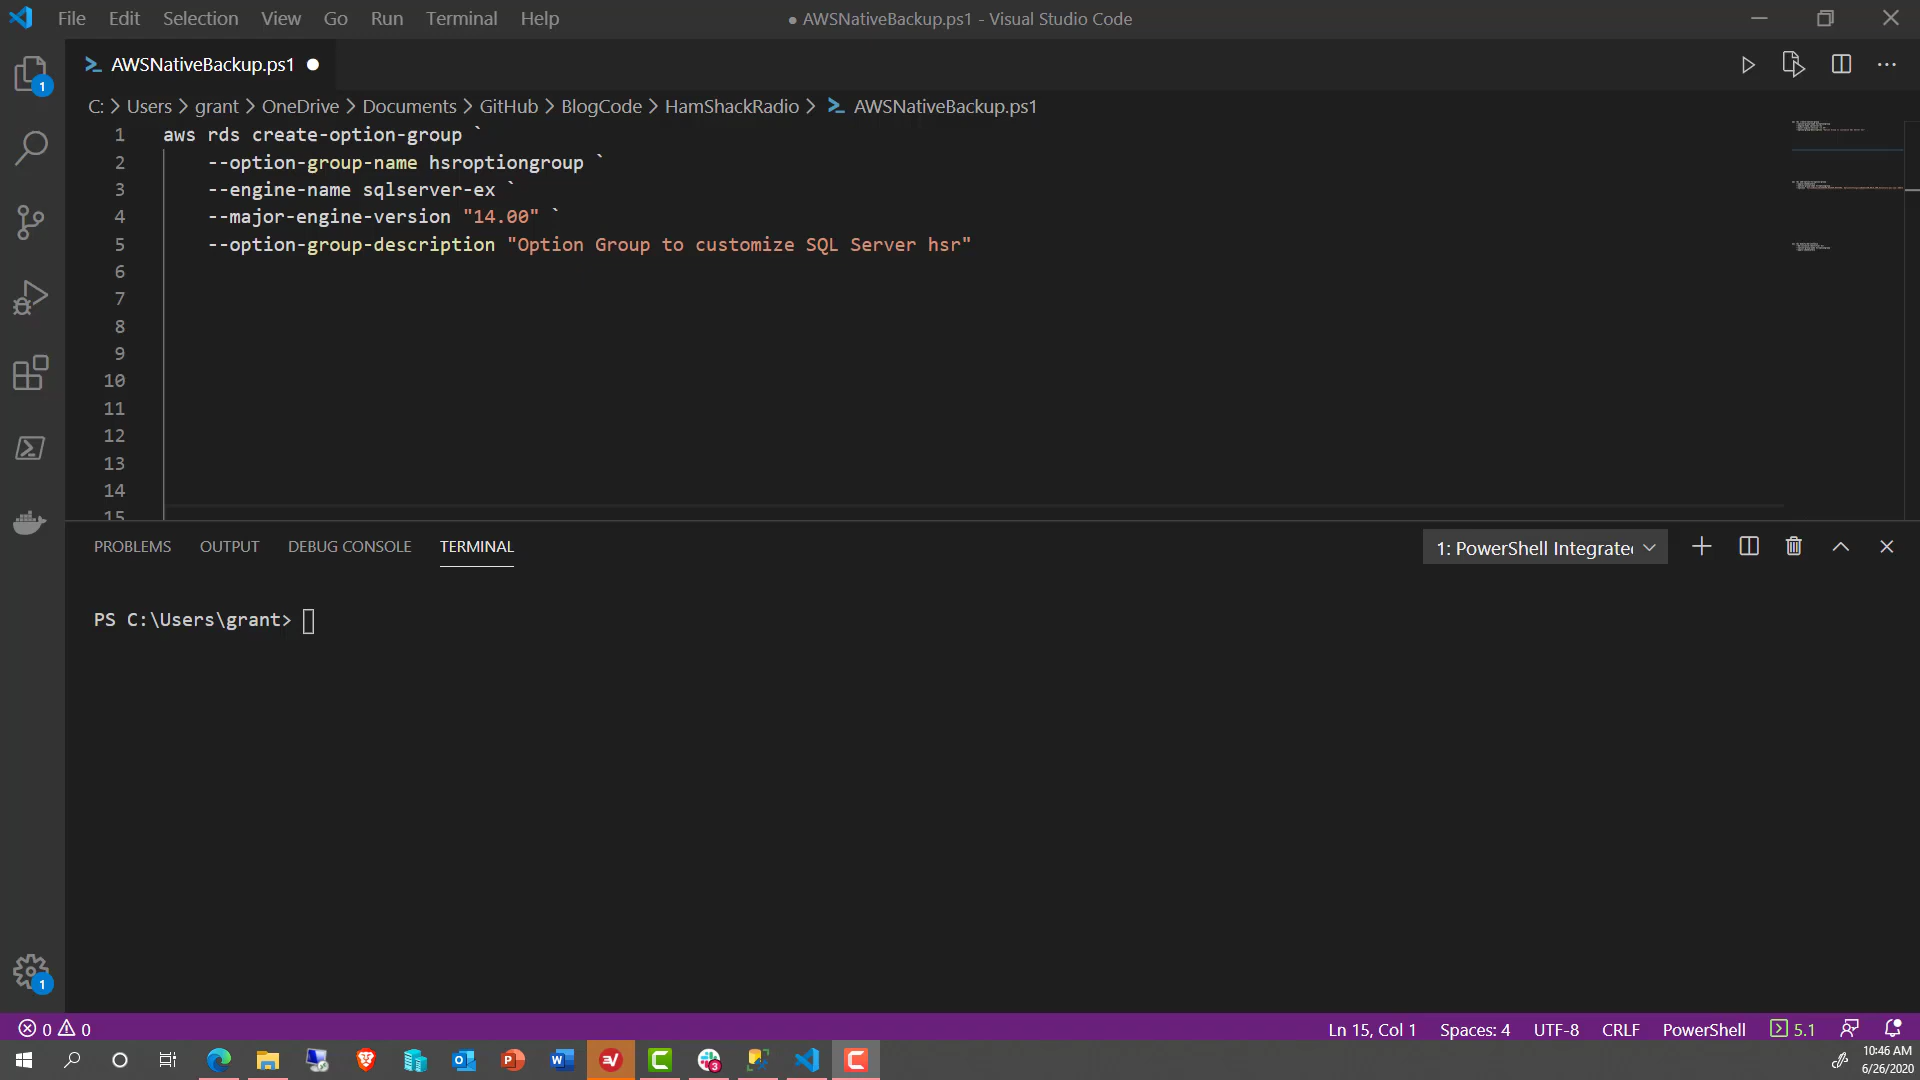 File Edit Selection View Go Run Terminal Help ● AWSNativeBackup.ps1 - Visual Studio Code
AWSNativeBackup.ps1 ●
C: > Users > grant > OneDrive > Documents > GitHub > BlogCode > HamShackRadio > AWSNativeBackup.ps1
1 aws rds create-option-group `
2 --option-group-name hsroptiongroup `
3 --engine-name sqlserver-ex `
4 --major-engine-version "14.00" `
5 --option-group-description "Option Group to customize SQL Server hsr"
6
7
8
9
10
11
12
13
14
15
PROBLEMS OUTPUT DEBUG CONSOLE TERMINAL 1: PowerShell Integrated
PS C:\Users\grant>
1
1
0 0 Ln 15, Col 1 Spaces: 4 UTF-8 CRLF PowerShell 5.1
10:46 AM
6/26/2020